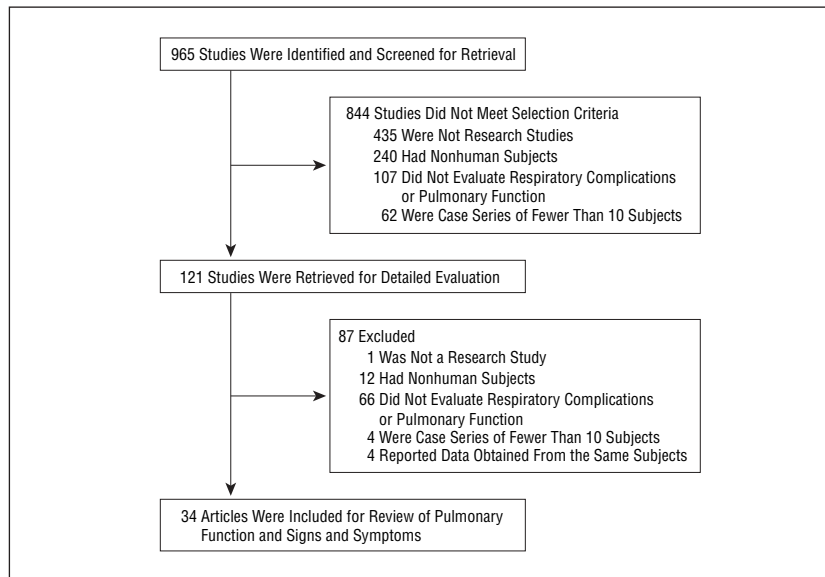 965 Studies Were Identified and Screened for Retrieval
844 Studies Did Not Meet Selection Criteria
435 Were Not Research Studies
240 Had Nonhuman Subjects
107 Did Not Evaluate Respiratory Complications
or Pulmonary Function
62 Were Case Series of Fewer Than 10 Subjects
121 Studies Were Retrieved for Detailed Evaluation
87 Excluded
1 Was Not a Research Study
12 Had Nonhuman Subjects
66 Did Not Evaluate Respiratory Complications
or Pulmonary Function
4 Were Case Series of Fewer Than 10 Subjects
4 Reported Data Obtained From the Same Subjects
34 Articles Were Included for Review of Pulmonary
Function and Signs and Symptoms